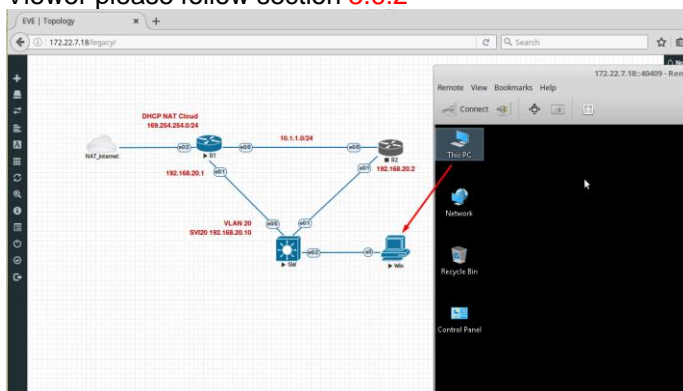 Viewer please follow section 8.6.2
EVE | Topology
172.22.7.18/legacy/
Search
172.22.7.18::40409 - Ren
Remote View Bookmarks Help
Connect
DHCP NAT Cloud
169.254.254.0/24
NAT_Internet
e0/2
R1
e0/0
10.1.1.0/24
e0/0
R2
192.168.20.1
e0/1
e0/1
192.168.20.2
VLAN 20
SVI20 192.168.20.10
e0/0
e0/1
SW
e0/2
e0
Win
This PC
Network
Recycle Bin
Control Panel